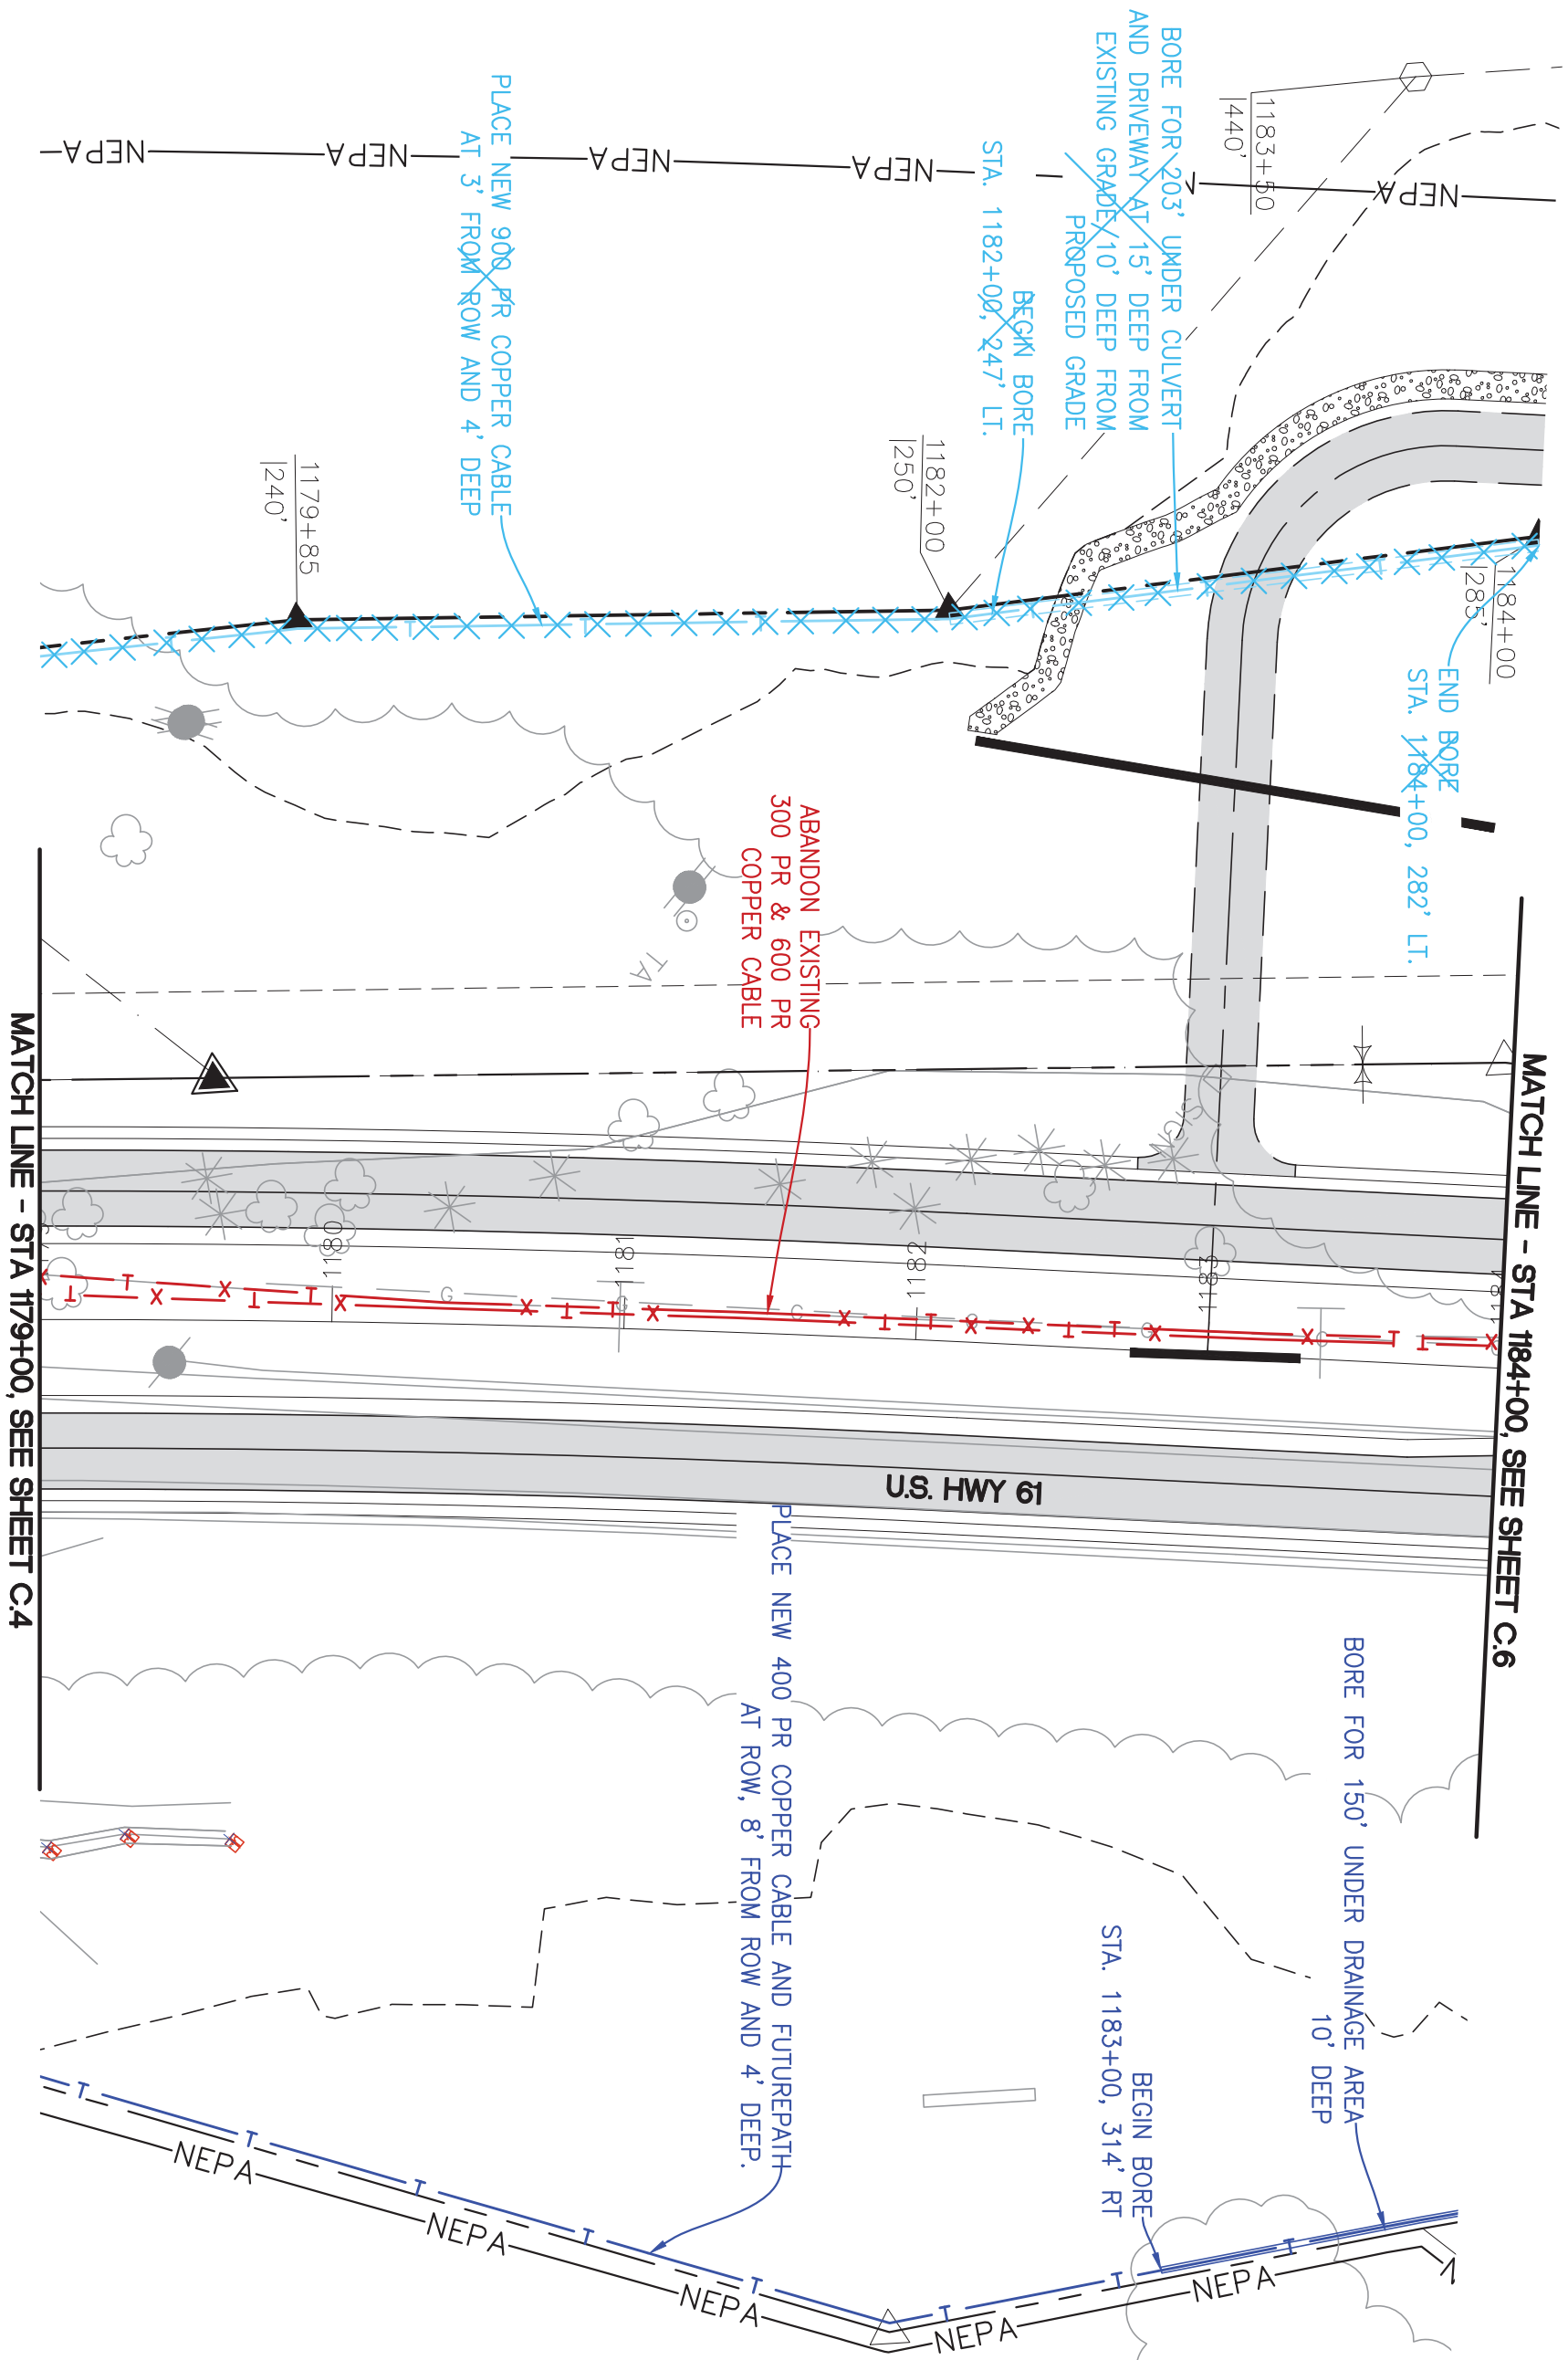 BORE FOR 203' UNDER CULVERT
AND DRIVEWAY AT 15' DEEP FROM
EXISTING GRADE/10' DEEP FROM
PROPOSED GRADE
1183+50
440'
NEPA
NEPA
NEPA
NEPA
NEPA
BEGIN BORE
STA. 1182+00, 247' LT.
PLACE NEW 900 PR COPPER CABLE
AT 3' FROM ROW AND 4' DEEP
1184+00
285'
1182+00
250'
1179+85
240'
T
T
T
T
T
END BORE
STA. 1184+00, 282' LT.
ABANDON EXISTING
300 PR & 600 PR
COPPER CABLE
TA
MATCH LINE - STA 1184+00, SEE SHEET C.6
MATCH LINE - STA 1179+00, SEE SHEET C.4
1180
1181
1182
1183
G
G
G
G
G
G
T
T
T
T
T
T
T
T
T
T
T
U.S. HWY 61
PLACE NEW 400 PR COPPER CABLE AND FUTUREPATH
AT ROW, 8' FROM ROW AND 4' DEEP.
BORE FOR 150' UNDER DRAINAGE AREA
10' DEEP
BEGIN BORE
STA. 1183+00, 314' RT
T
T
T
T
T
T
T
T
NEPA
NEPA
NEPA
NEPA
NEPA